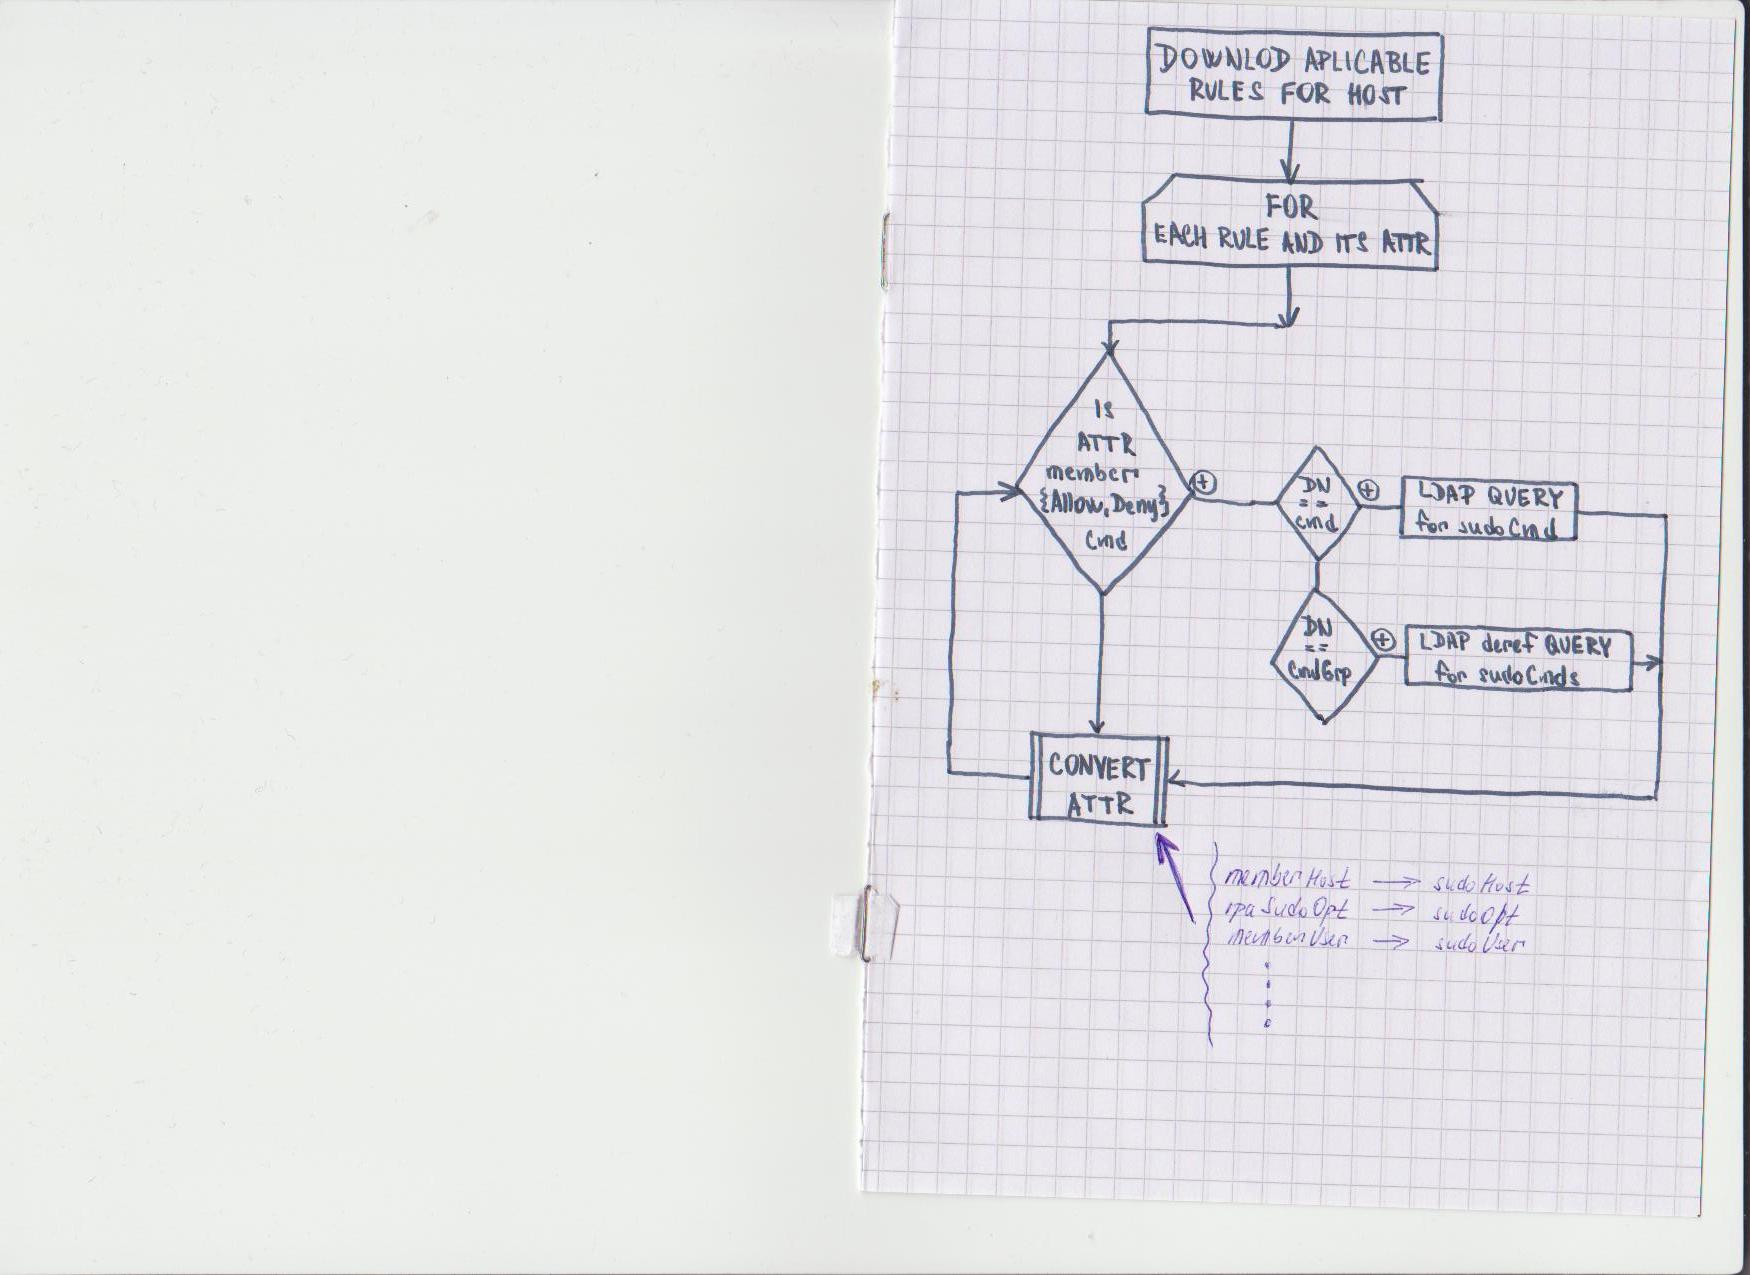 DOWNLOD APLICABLE
RULES FOR HOST
FOR
EACH RULE AND ITS ATTR
IS
ATTR
member
{Allow,Deny}
Cmd
+
DN
==
cmd
+
LDAP QUERY
for sudoCmd
DN
==
CmdGrp
+
LDAP deref QUERY
for sudoCmds
CONVERT
ATTR
memberHost → sudoHost
ipaSudoOpt → sudoOpt
memberUser → sudoUser